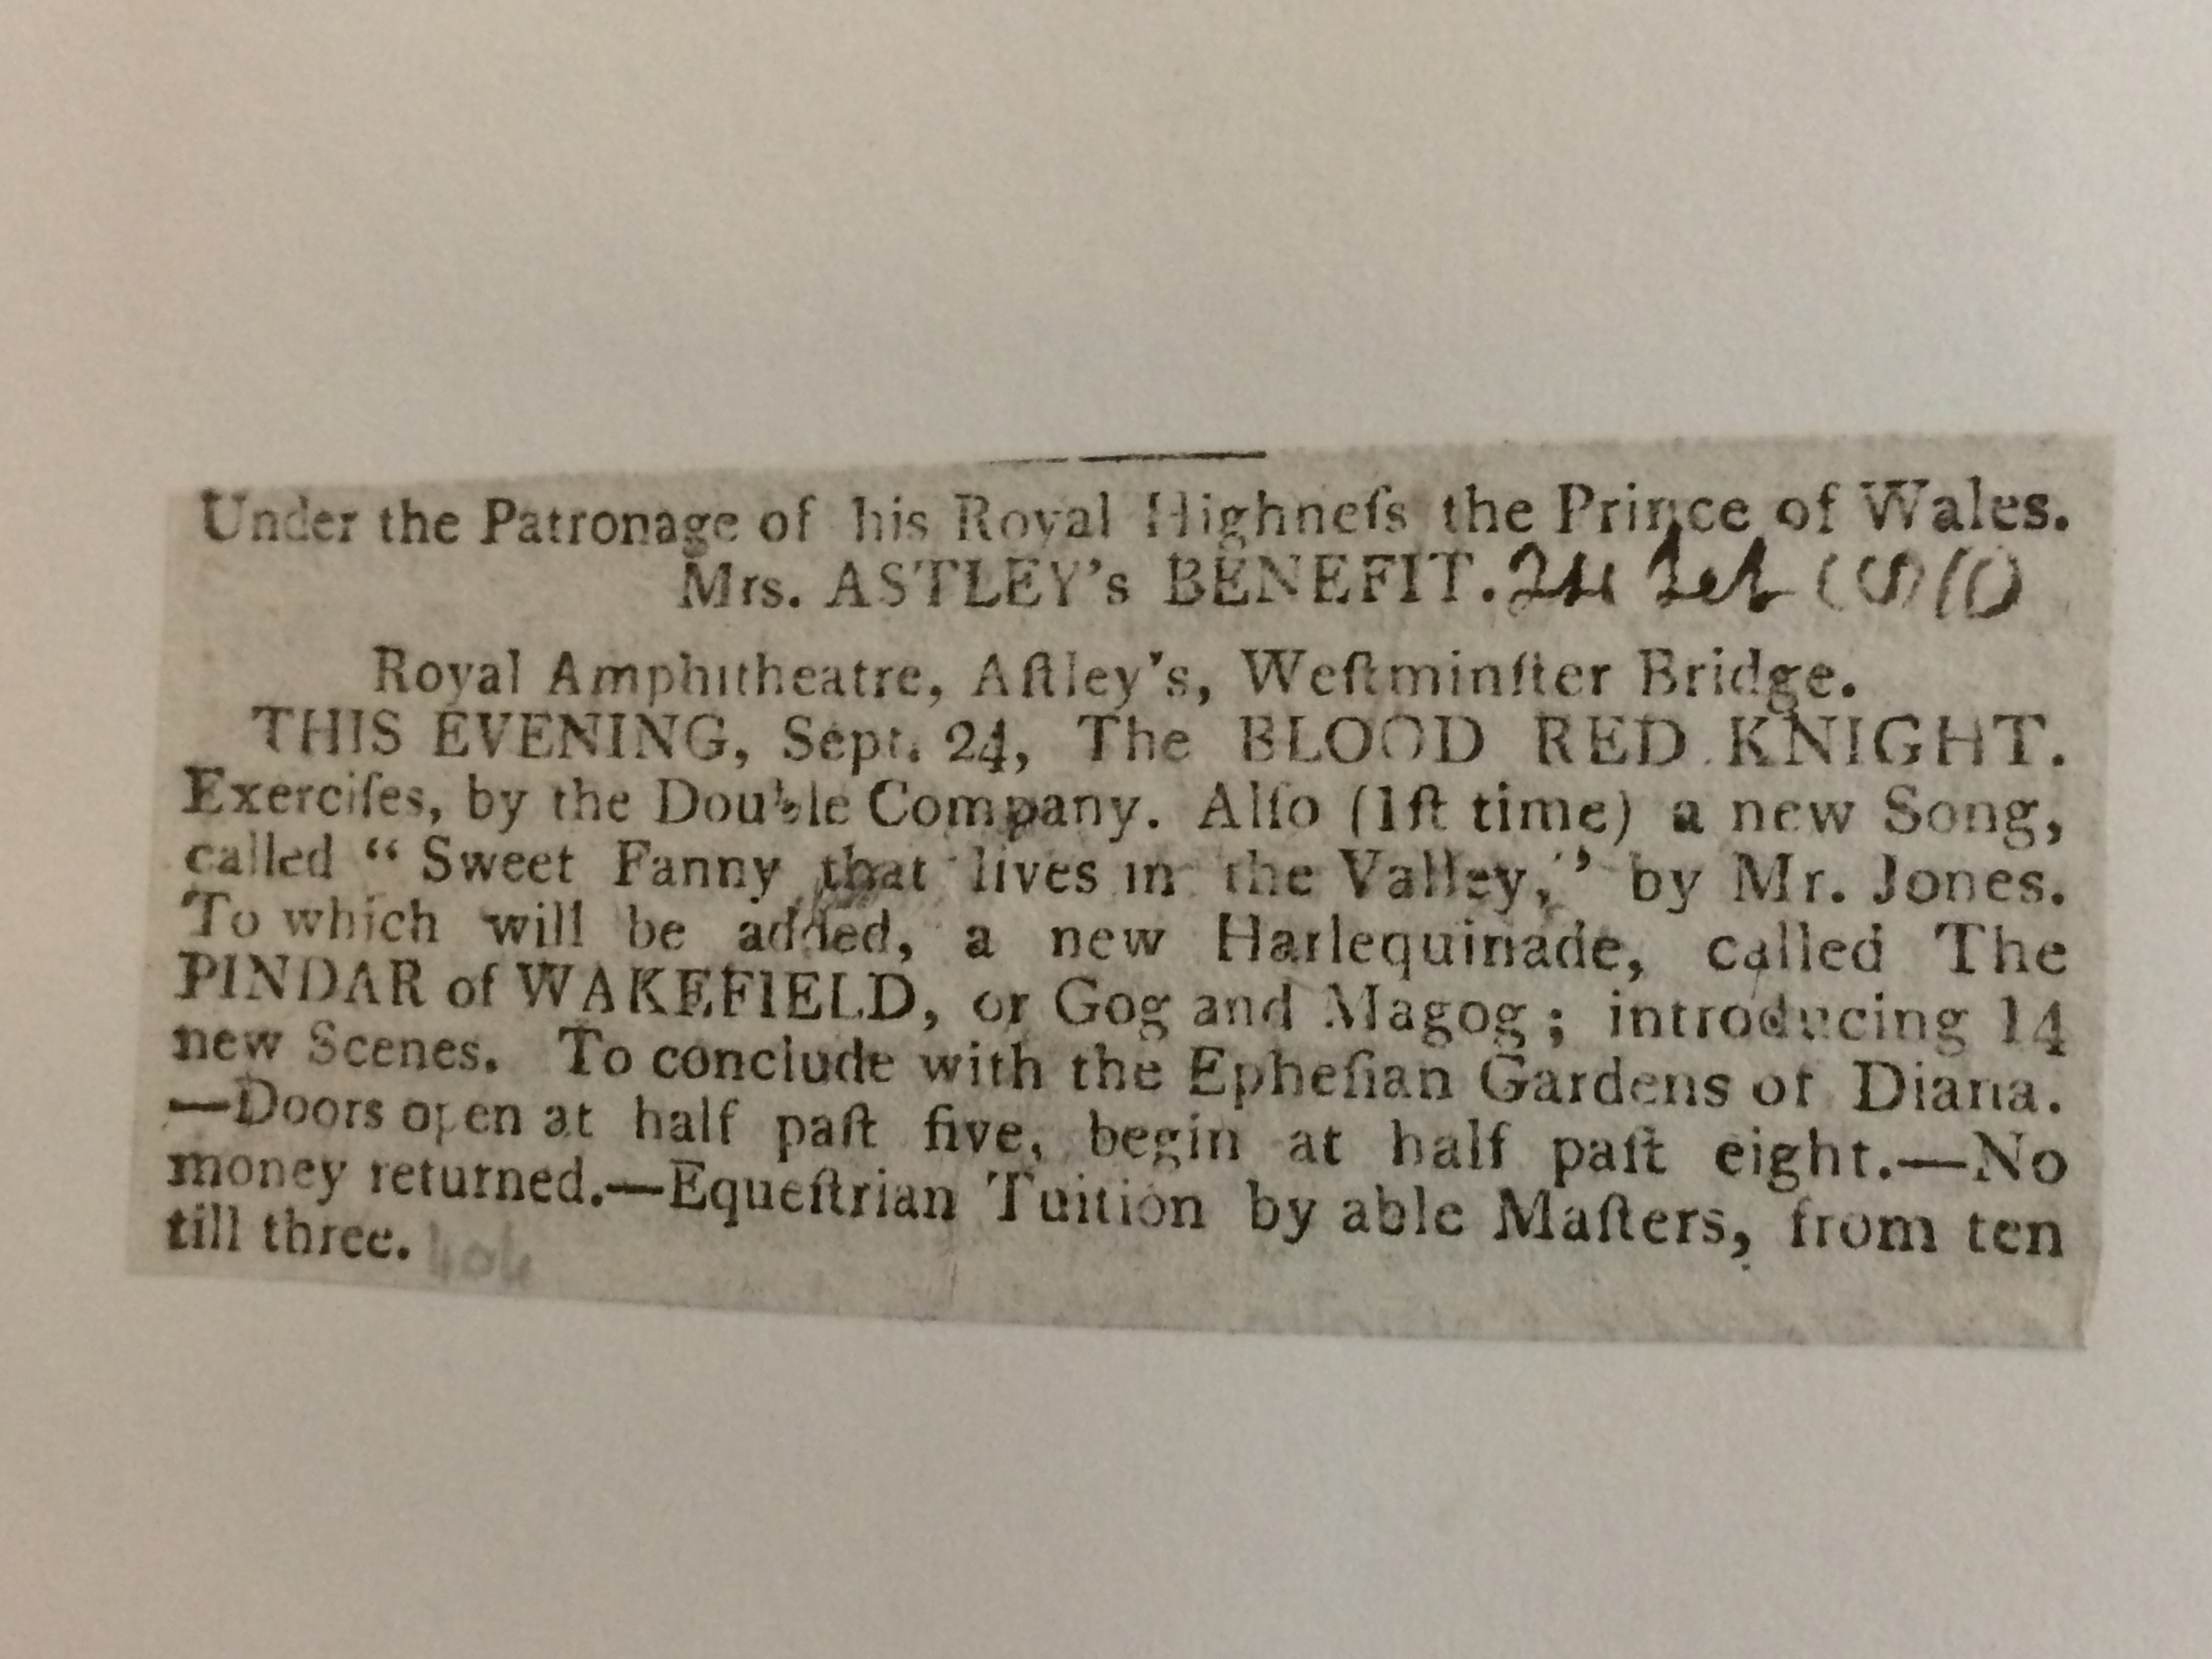 Under the Patronage of his Royal Highneſs the Prince of Wales.
Mrs. ASTLEY's BENEFIT. 24 Sep 1810
Royal Amphitheatre, Aſtley's, Weſtminſter Bridge.
THIS EVENING, Sept. 24, The BLOOD RED KNIGHT.
Exerciſes, by the Double Company. Alſo (1ſt time) a new Song,
called “ Sweet Fanny that lives in the Valley,” by Mr. Jones.
To which will be added, a new Harlequinade, called The
PINDAR of WAKEFIELD, or Gog and Magog; introducing 14
new Scenes. To conclude with the Epheſian Gardens of Diana.
—Doors open at half paſt five, begin at half paſt eight.—No
money returned.—Equeſtrian Tuition by able Maſters, from ten
till three. 404